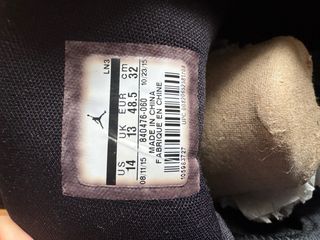 LN3
US UK EUR cm
14 13 48.5 32
08/11/15 10/23/15
840476-060
MADE IN CHINA
FABRIQUE EN CHINE